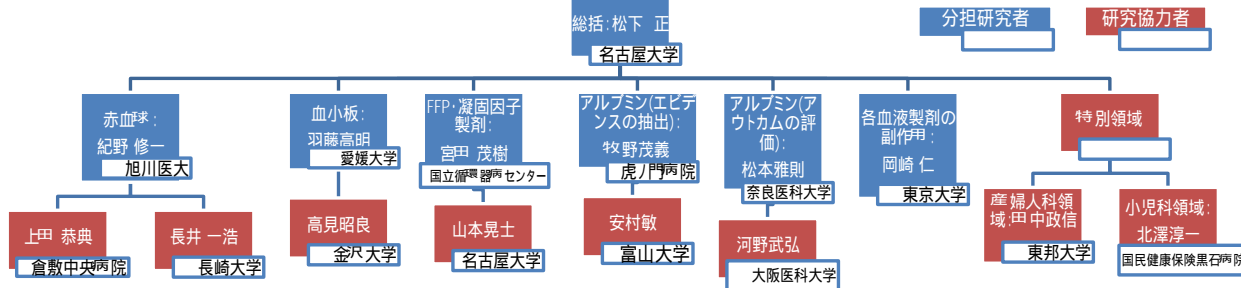 総括:松下 正
名古屋大学
分担研究者
研究協力者
赤血球:
紀野 修一
旭川医大
血小板:
羽藤高明
愛媛大学
FFP・凝固因子
製剤:
宮田 茂樹
国立循環器病センター
アルブミン(エビデ
ンスの抽出):
牧野茂義
虎ノ門病院
アルブミン(ア
ウトカムの評
価):
松本雅則
奈良医科大学
各血液製剤の
副作用:
岡崎 仁
東京大学
特別領域
上田 恭典
倉敷中央病院
長井 一浩
長崎大学
高見昭良
金沢大学
山本晃士
名古屋大学
安村敏
富山大学
河野武弘
大阪医科大学
産婦人科領
域:田中政信
東邦大学
小児科領域:
北澤淳一
国民健康保険黒石病院